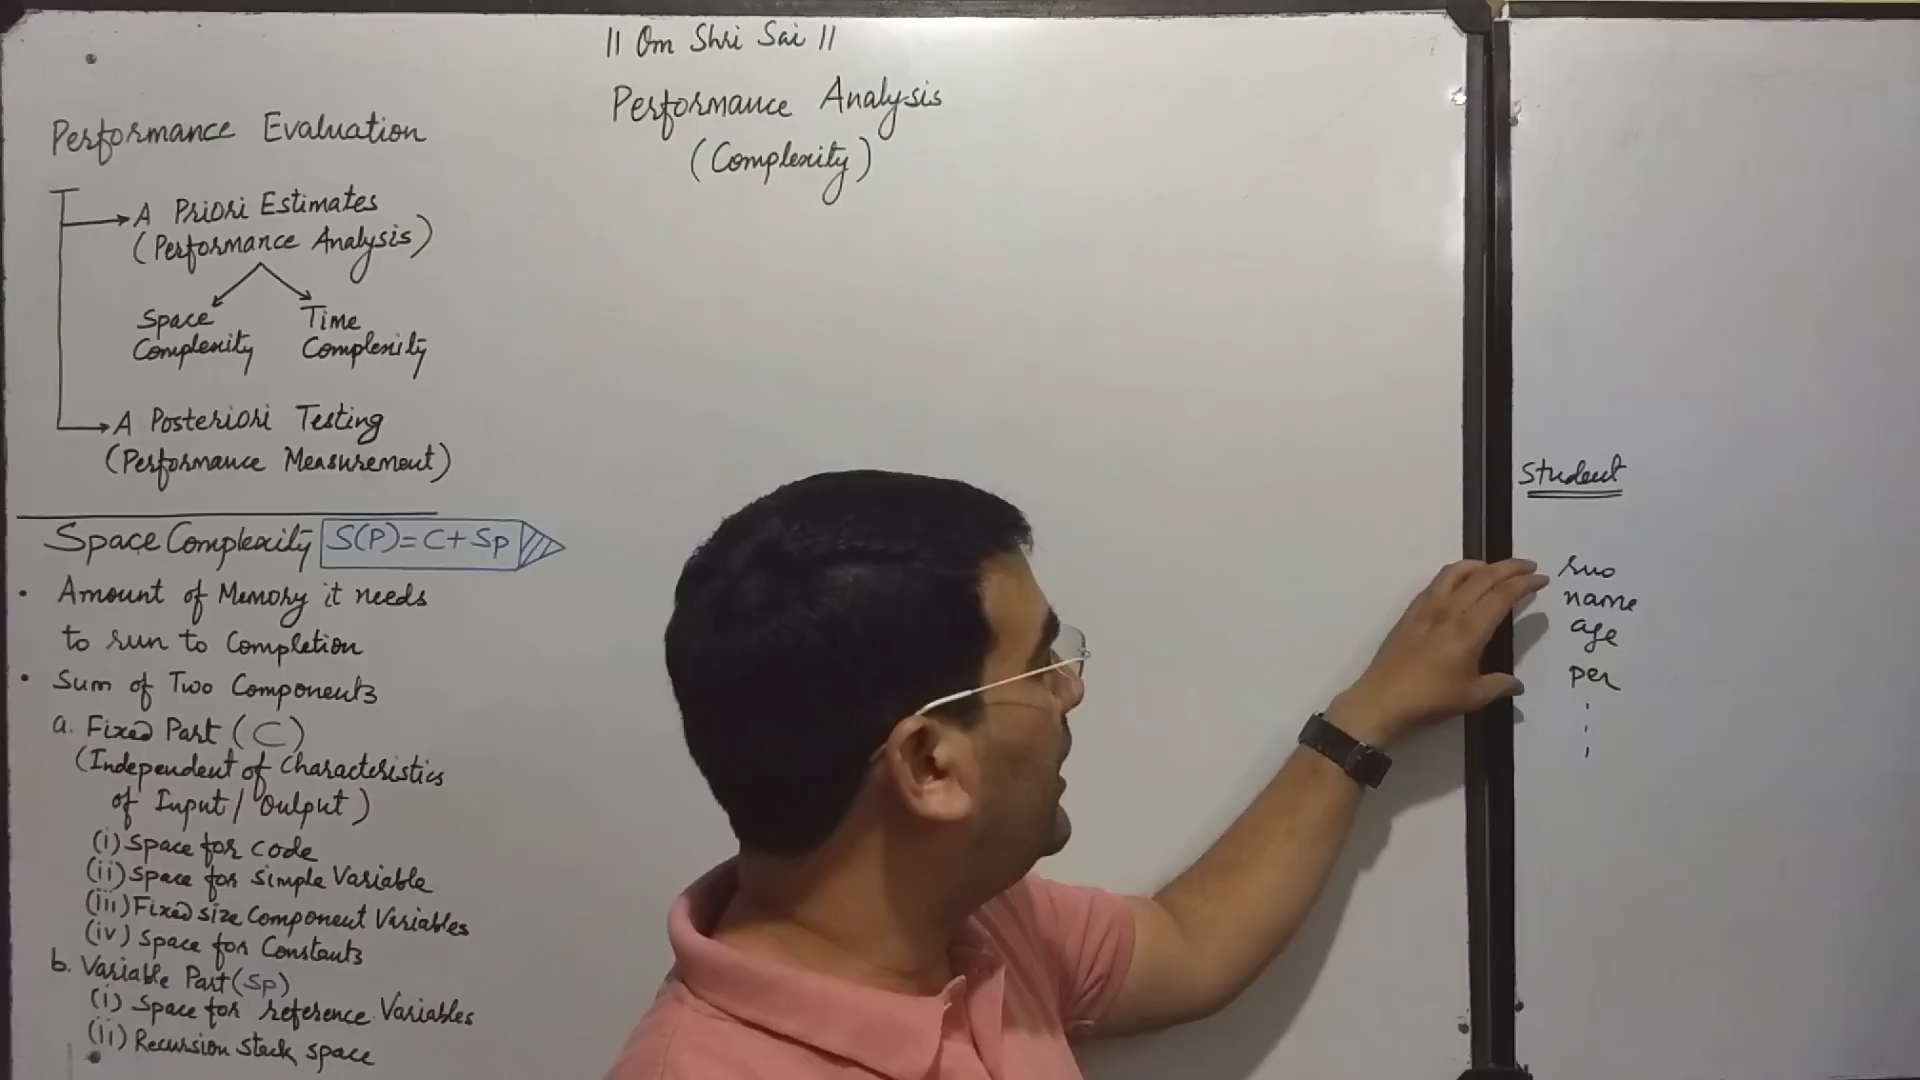 || Om Shri Sai ||
Performance Analysis
(Complexity)
Performance Evaluation
A Priori Estimates
(Performance Analysis)
Space Complexity
Time Complexity
A Posteriori Testing
(Performance Measurement)
Space Complexity S(P)=C+Sp
• Amount of Memory it needs
to run to Completion
• Sum of Two Components
a. Fixed Part (C)
(Independent of Characteristics
of Input/Output)
(i) Space for code
(ii) Space for Simple Variable
(iii) Fixed size Component Variables
(iv) Space for Constants
b. Variable Part (Sp)
(i) Space for reference Variables
(ii) Recursion Stack space
Student
rno
name
age
per